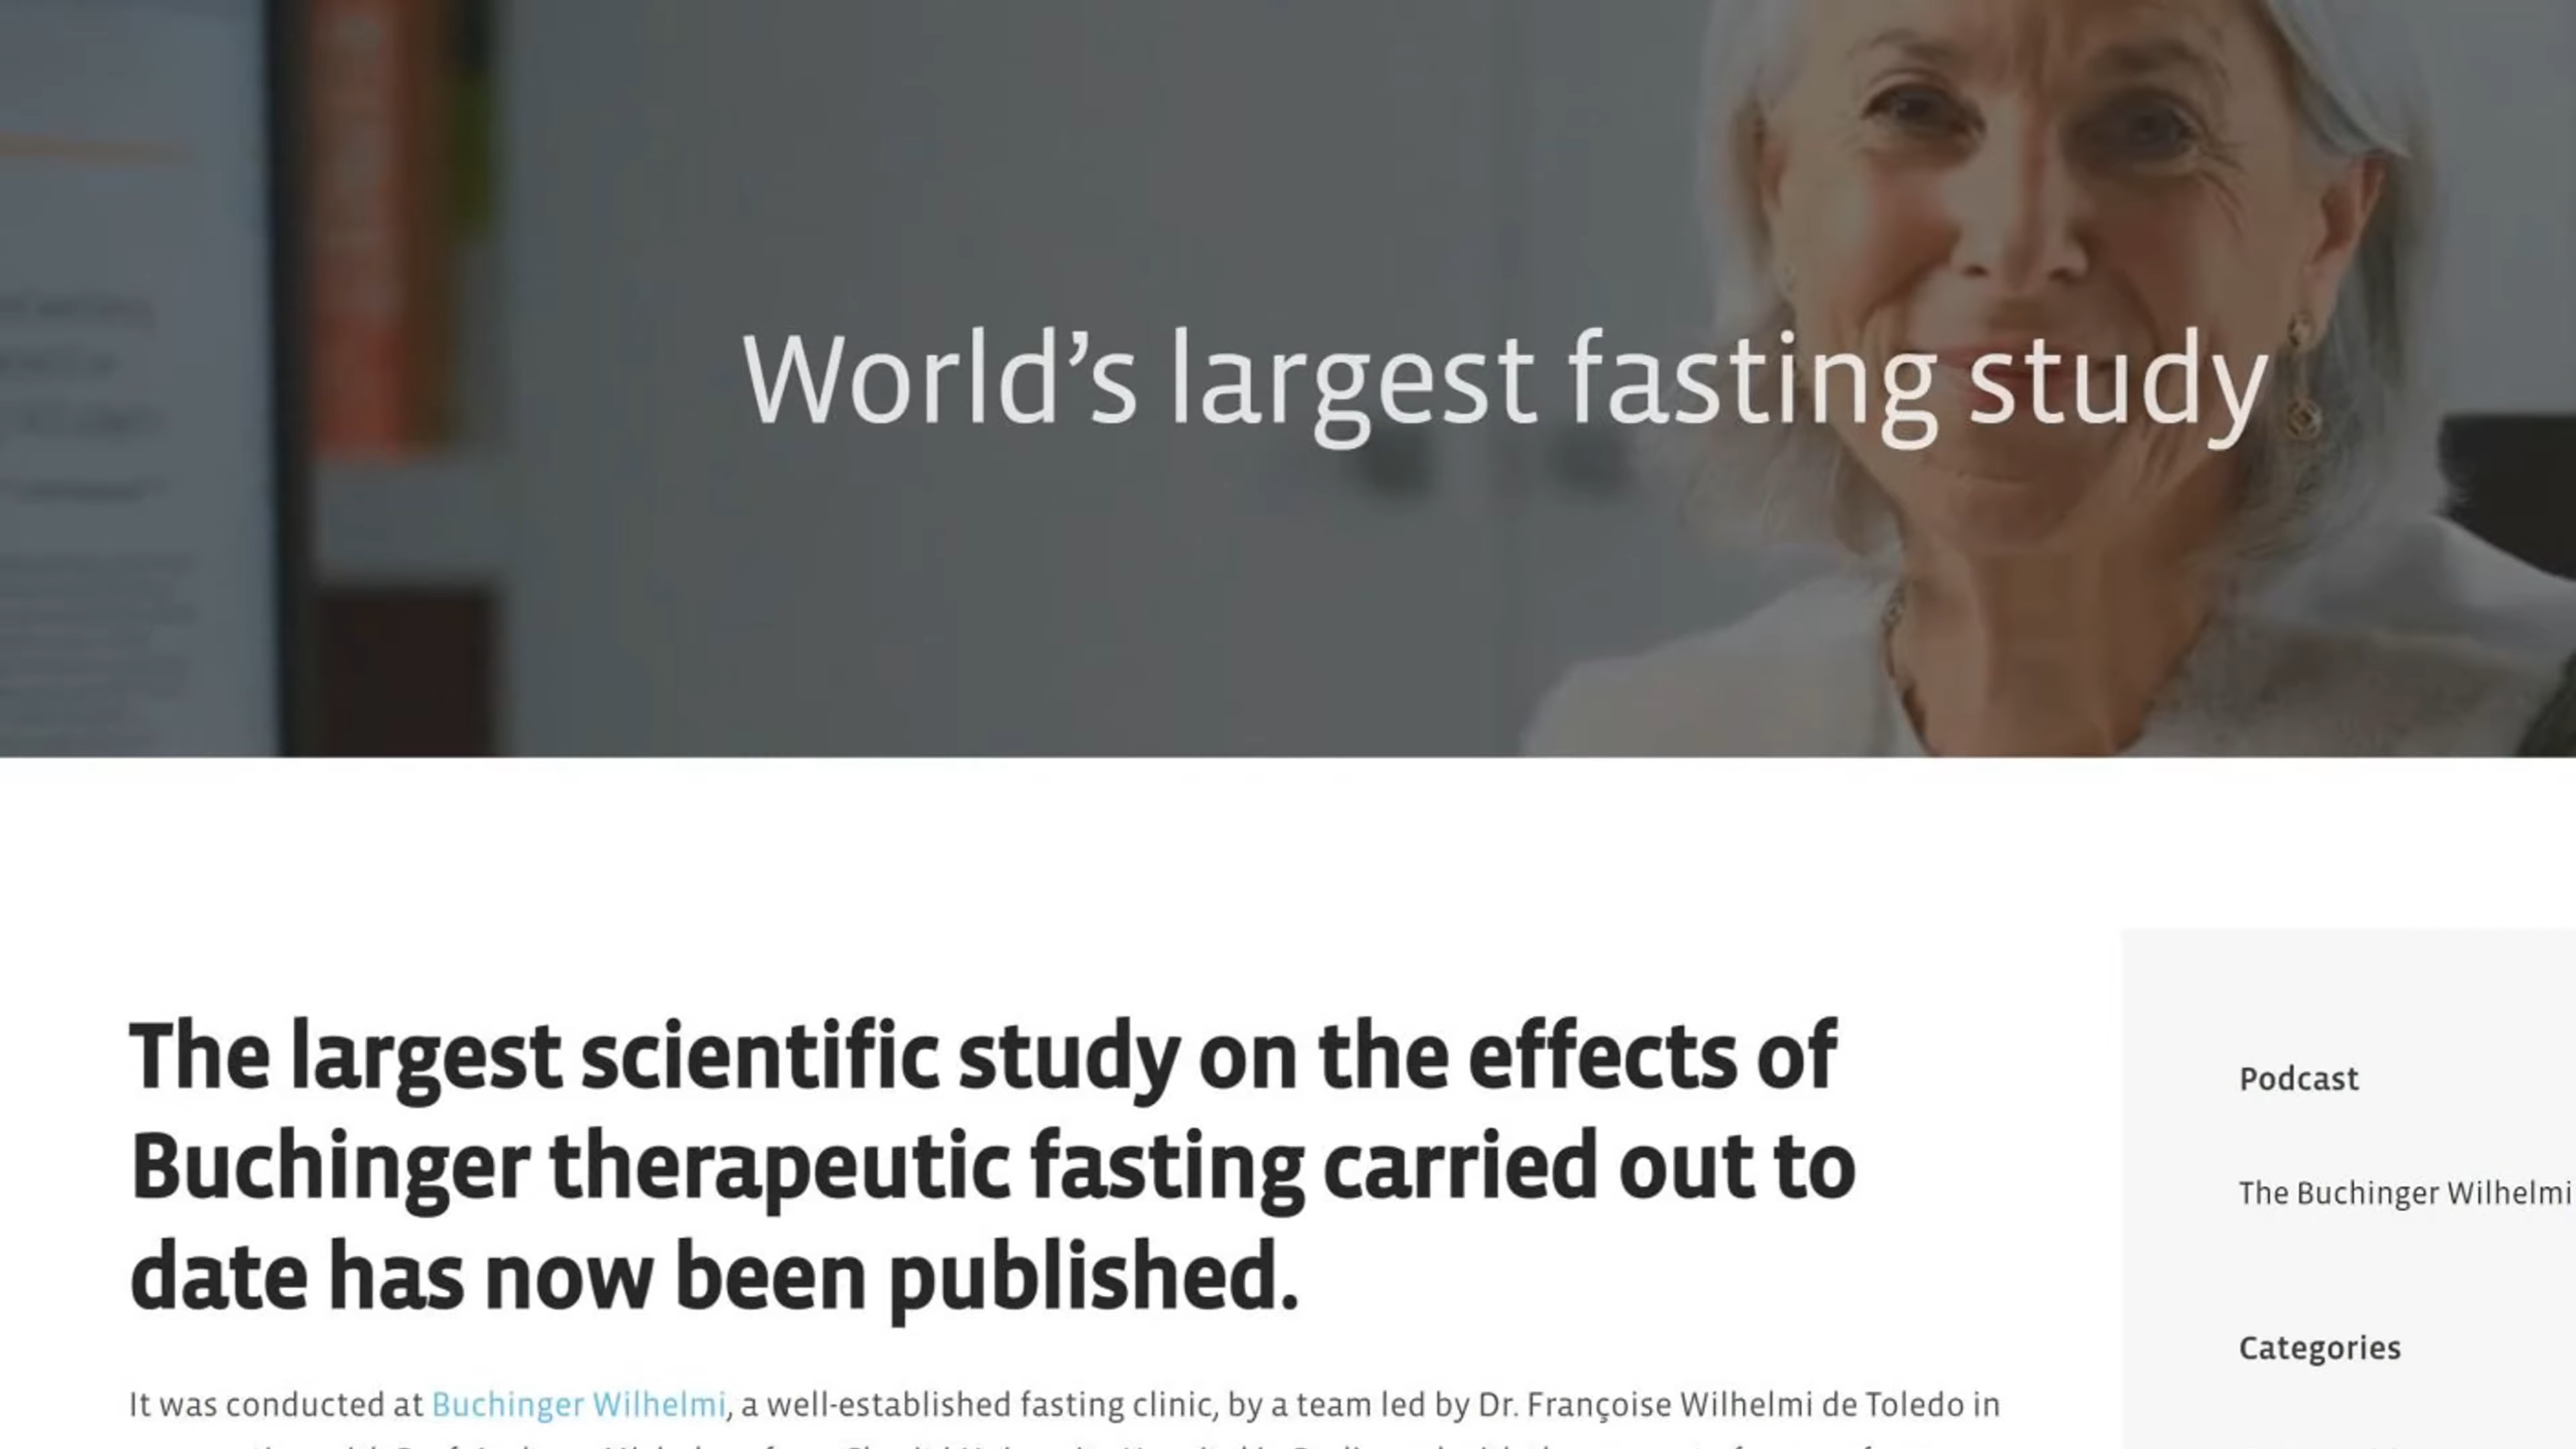 World’s largest fasting study
The largest scientific study on the effects of
Buchinger therapeutic fasting carried out to
date has now been published.
It was conducted at Buchinger Wilhelmi, a well-established fasting clinic, by a team led by Dr. Françoise Wilhelmi de Toledo in
Podcast
The Buchinger Wilhelmi
Categories